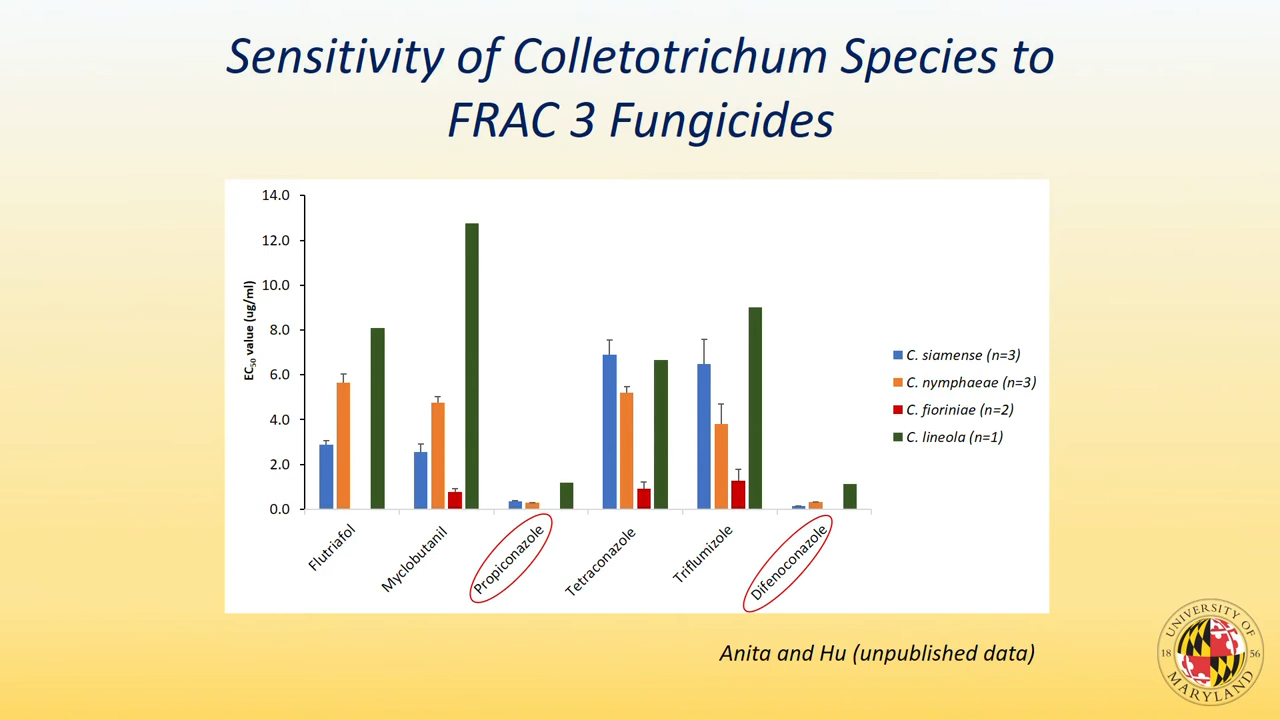 Sensitivity of Colletotrichum Species to
FRAC 3 Fungicides
14.0
12.0
10.0
8.0
6.0
4.0
2.0
0.0
EC50 value (ug/ml)
Flutriafol
Myclobutanil
Propiconazole
Tetraconazole
Triflumizole
Difenoconazole
C. siamense (n=3)
C. nymphaeae (n=3)
C. fioriniae (n=2)
C. lineola (n=1)
Anita and Hu (unpublished data)
UNIVERSITY OF
18 56
MARYLAND